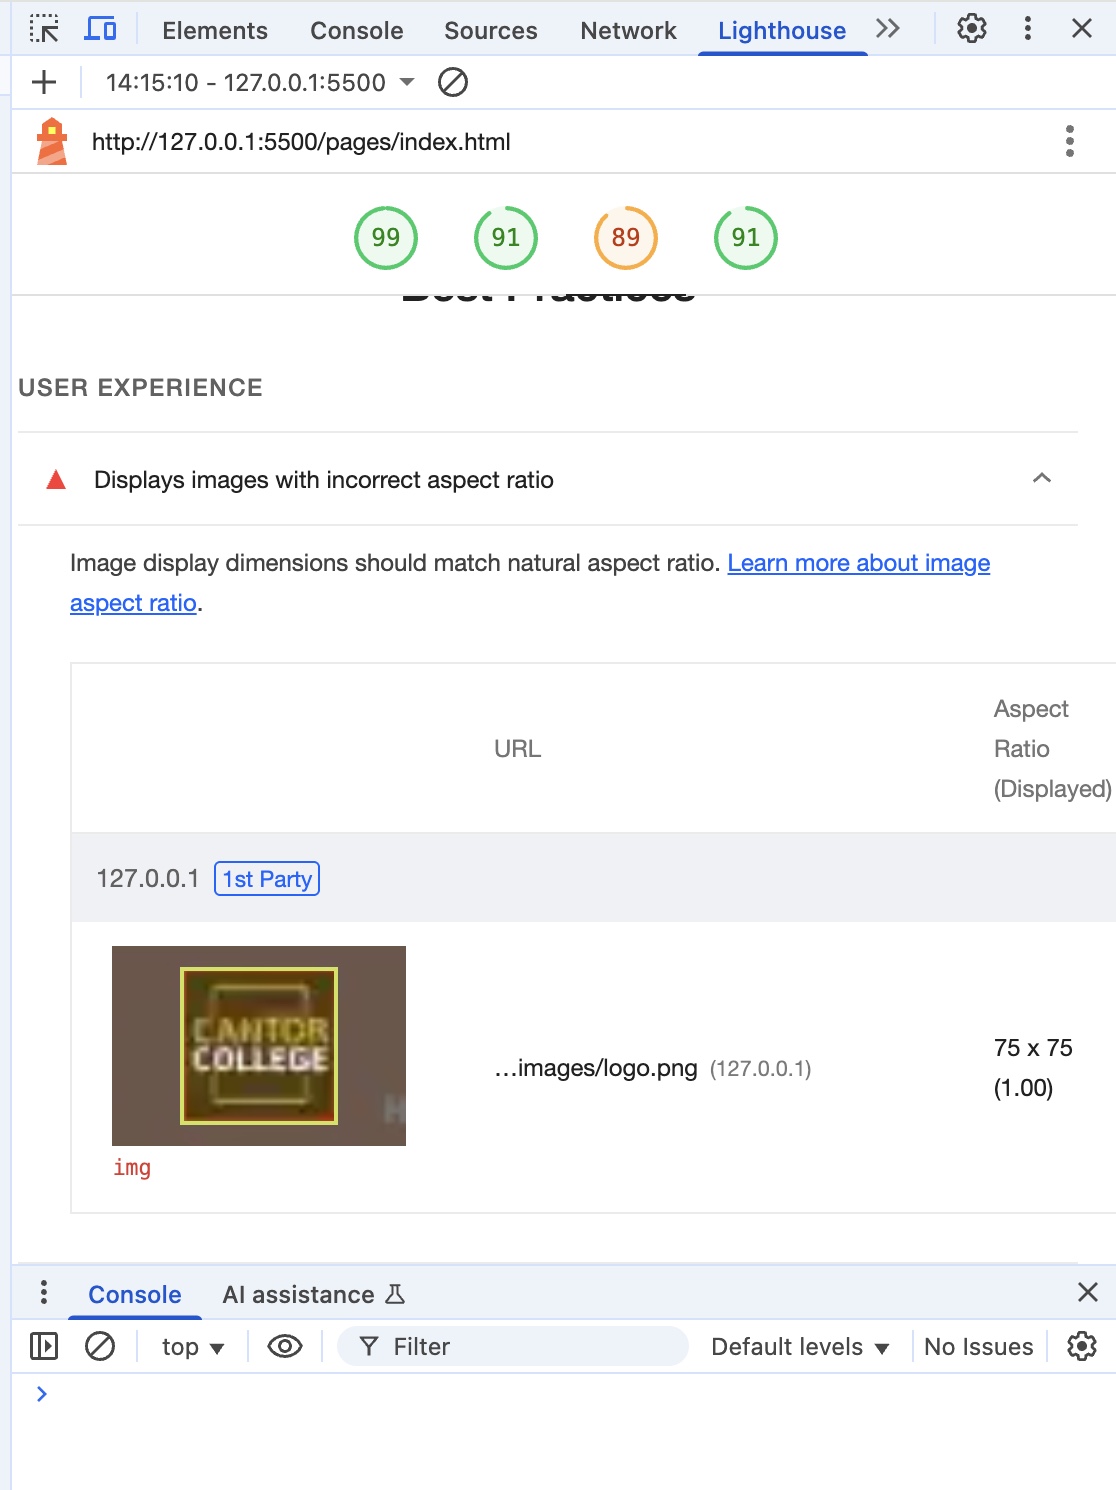 Elements Console Sources Network Lighthouse
14:15:10 - 127.0.0.1:5500
http://127.0.0.1:5500/pages/index.html
99 91 89 91
Best Practices
USER EXPERIENCE
Displays images with incorrect aspect ratio
Image display dimensions should match natural aspect ratio. Learn more about image
aspect ratio.
URL
Aspect
Ratio
(Displayed)
127.0.0.1 1st Party
CANTOR
COLLEGE
H
img
...images/logo.png (127.0.0.1)
75 x 75
(1.00)
Console AI assistance
top Filter Default levels No Issues